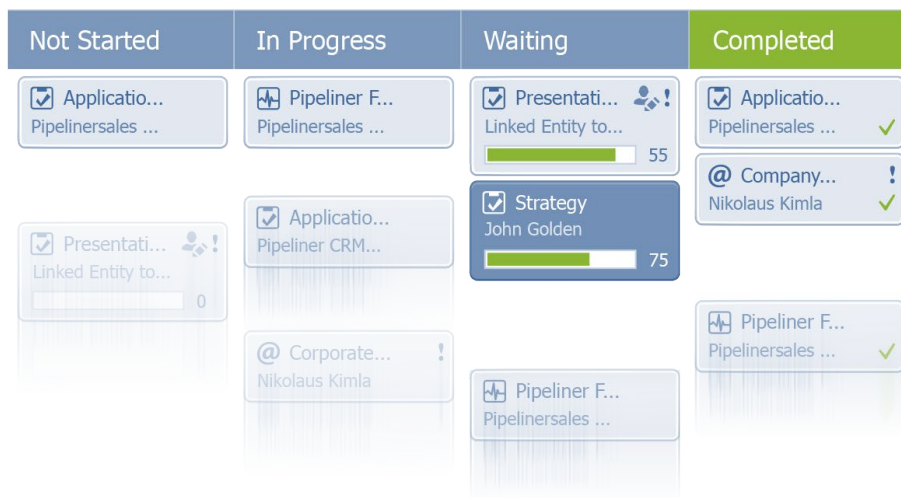 Not Started
Applicatio...
Pipelinersales ...
Presentati... !
Linked Entity to...
0
In Progress
Pipeliner F...
Pipelinersales ...
Applicatio...
Pipeliner CRM...
@ Corporate... !
Nikolaus Kimla
Waiting
Presentati... !
Linked Entity to...
55
Strategy
John Golden
75
Pipeliner F...
Pipelinersales ...
Completed
Applicatio...
Pipelinersales ...
@ Company... !
Nikolaus Kimla
Pipeliner F...
Pipelinersales ...